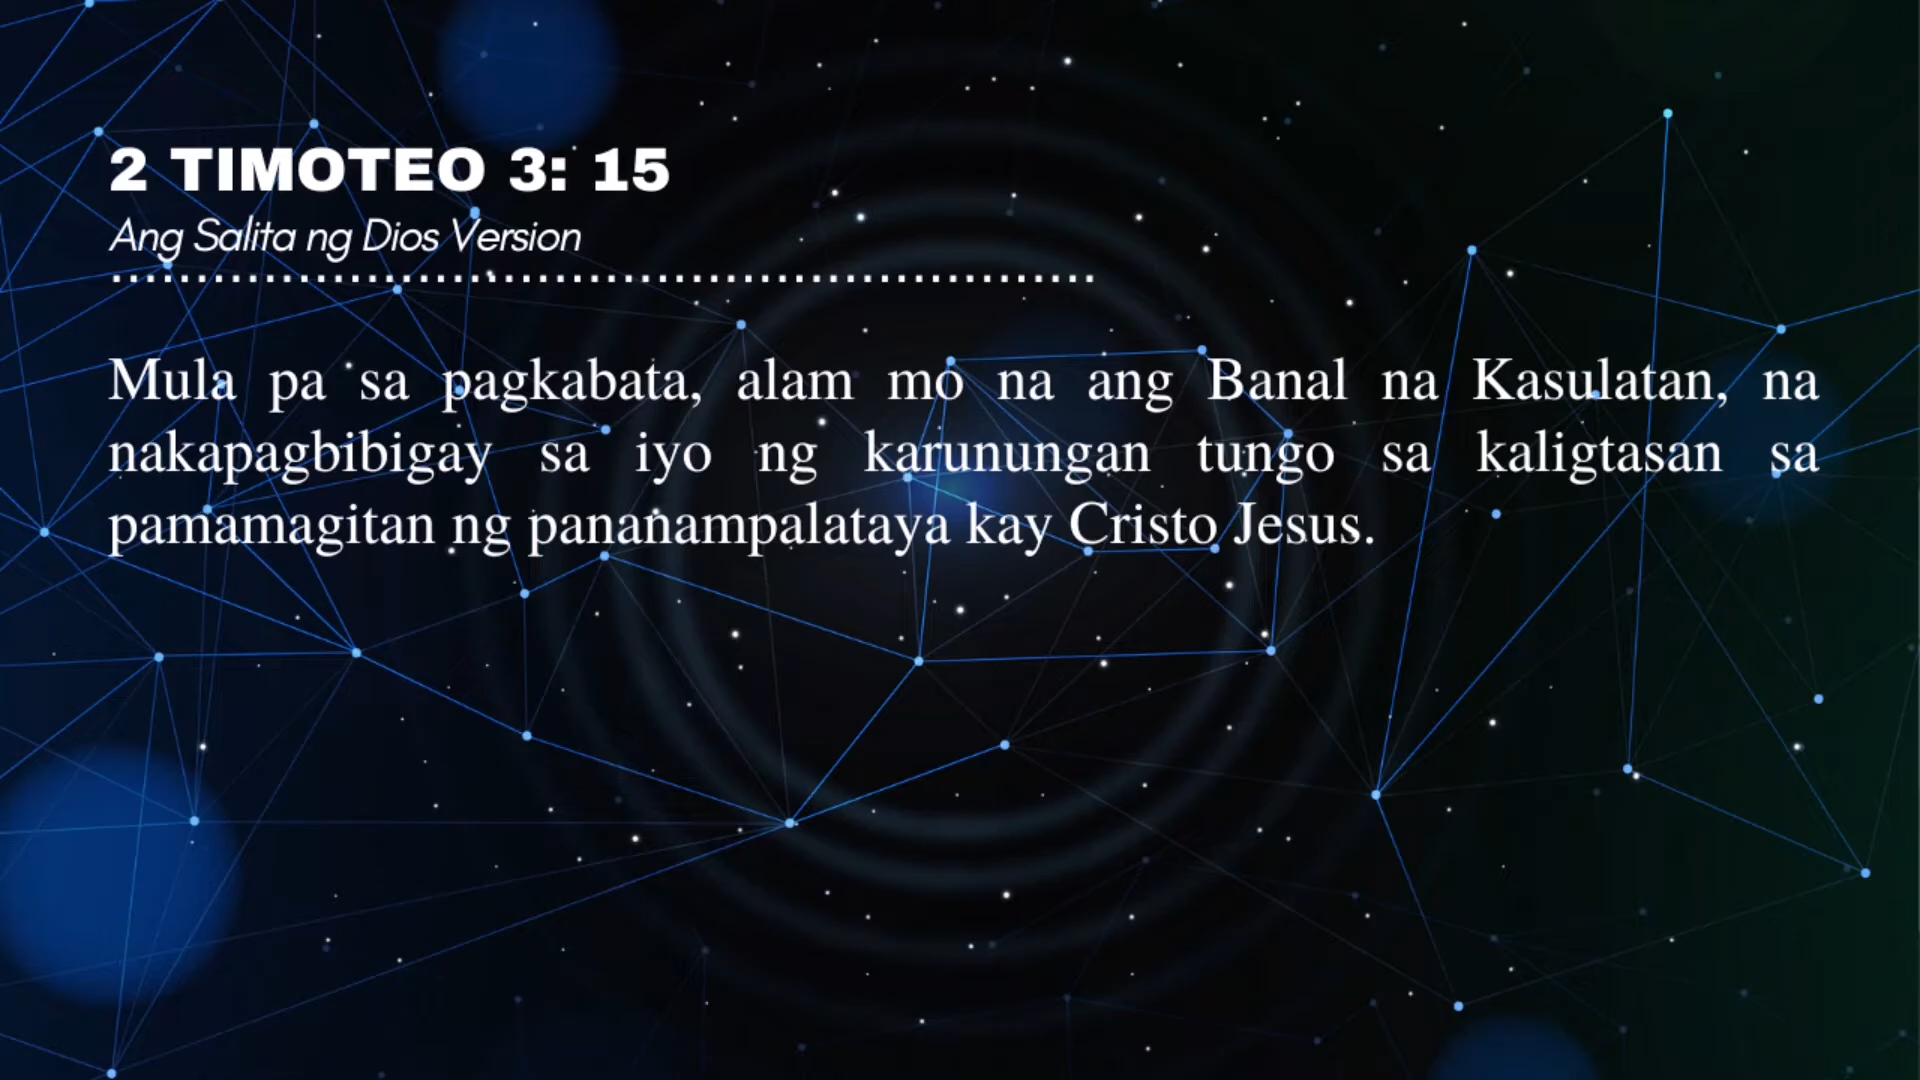 2 TIMOTEO 3: 15
Ang Salita ng Dios Version
Mula pa sa pagkabata, alam mo na ang Banal na Kasulatan, na
nakapagbibigay sa iyo ng karunungan tungo sa kaligtasan sa
pamamagitan ng pananampalataya kay Cristo Jesus.